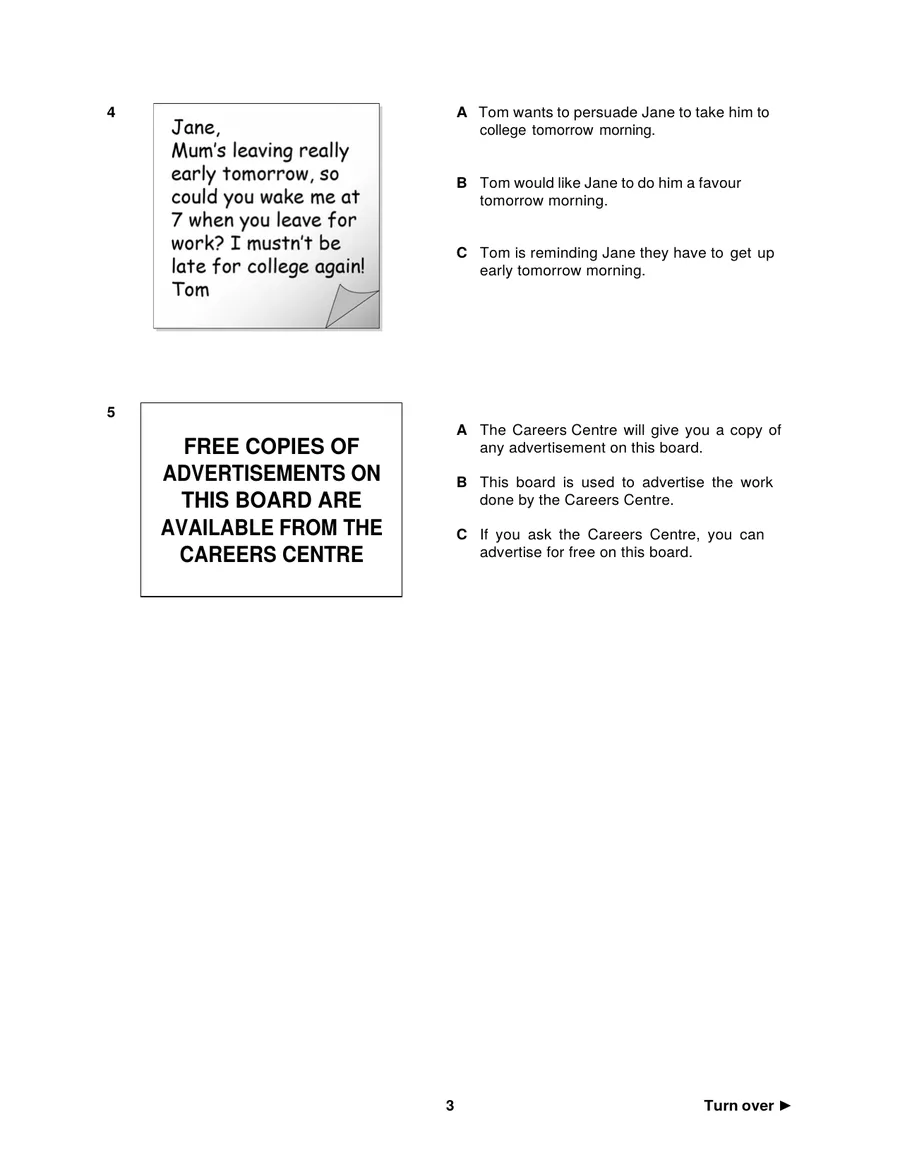 4
Jane,
Mum's leaving really
early tomorrow, so
could you wake me at
7 when you leave for
work? I mustn't be
late for college again!
Tom
A Tom wants to persuade Jane to take him to
college tomorrow morning.
B Tom would like Jane to do him a favour
tomorrow morning.
C Tom is reminding Jane they have to get up
early tomorrow morning.
5
FREE COPIES OF
ADVERTISEMENTS ON
THIS BOARD ARE
AVAILABLE FROM THE
CAREERS CENTRE
A The Careers Centre will give you a copy of
any advertisement on this board.
B This board is used to advertise the work
done by the Careers Centre.
C If you ask the Careers Centre, you can
advertise for free on this board.
3
Turn over ►